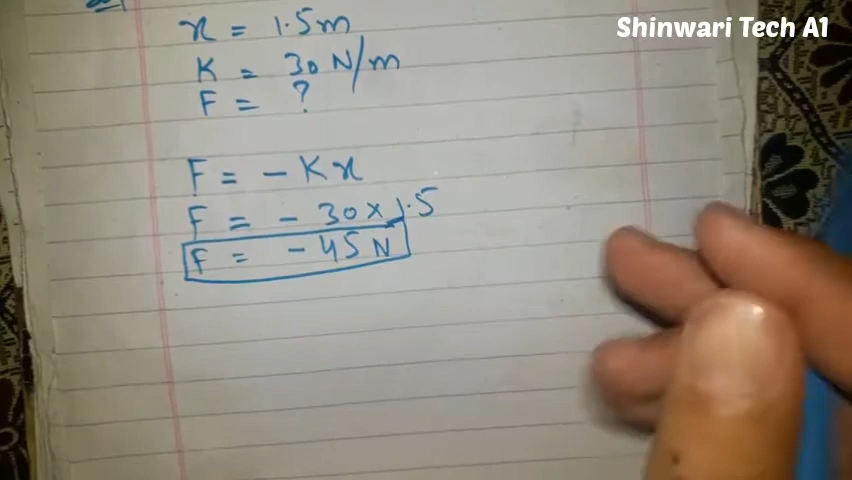 Shinwari Tech A1
x = 1.5m
K = 30 N/m
F = ?
F = - Kx
F = - 30 x 1.5
F = - 45 N